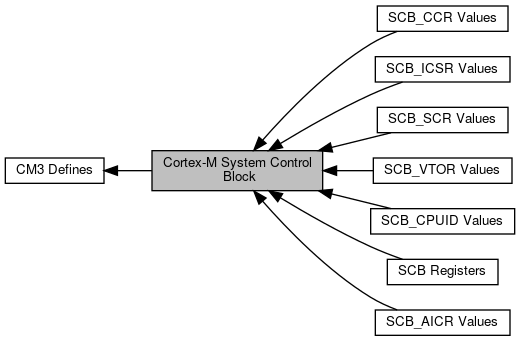 SCB_CCR Values
SCB_ICSR Values
SCB_SCR Values
CM3 Defines
Cortex-M System Control
Block
SCB_VTOR Values
SCB_CPUID Values
SCB Registers
SCB_AICR Values